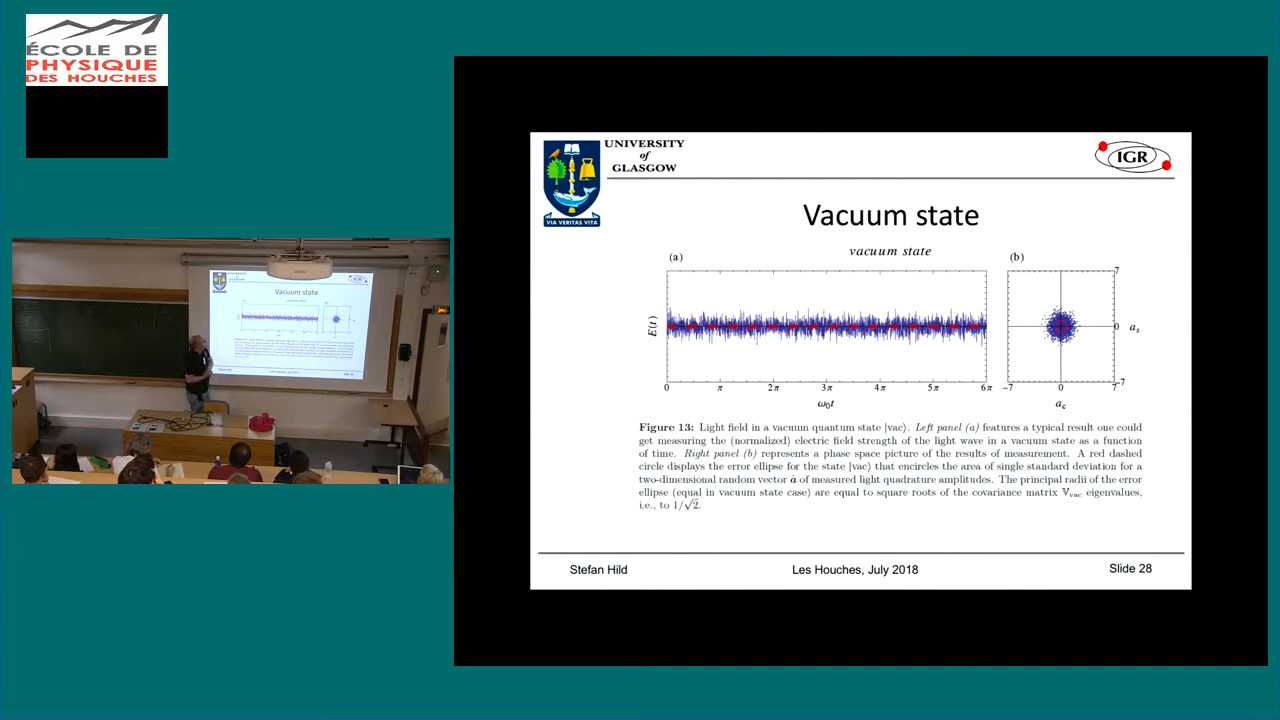 ÉCOLE DE
PHYSIQUE
DES HOUCHES
UNIVERSITY
of
GLASGOW
VIA VERITAS VITA
IGR
Vacuum state
vacuum state
(a)
(b)
E(t)
0 π 2π 3π 4π 5π 6π
ω₀t
7
0
-7
aₛ
-7 0 7
a꜀
Figure 13: Light field in a vacuum quantum state |vac⟩. Left panel (a) features a typical result one could
get measuring the (normalized) electric field strength of the light wave in a vacuum state as a function
of time. Right panel (b) represents a phase space picture of the results of measurement. A red dashed
circle displays the error ellipse for the state |vac⟩ that encircles the area of single standard deviation for a
two-dimensional random vector â of measured light quadrature amplitudes. The principal radii of the error
ellipse (equal in vacuum state case) are equal to square roots of the covariance matrix 𝕍vac eigenvalues,
i.e., to 1/√2.
Stefan Hild
Les Houches, July 2018
Slide 28
Vacuum state